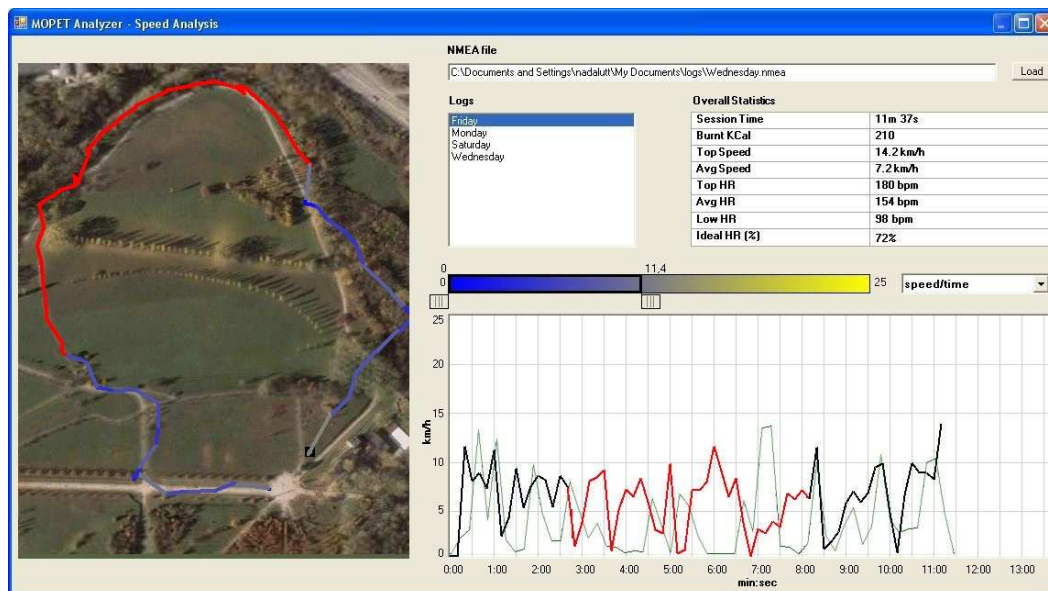 MOPET Analyzer - Speed Analysis
NMEA file
C:\Documents and Settings\nadalutt\My Documents\logs\Wednesday.nmea
Load
Logs
Friday
Monday
Saturday
Wednesday
Overall Statistics
Session Time 11m 37s
Burnt KCal 210
Top Speed 14.2 km/h
Avg Speed 7.2 km/h
Top HR 180 bpm
Avg HR 154 bpm
Low HR 98 bpm
Ideal HR (%) 72%
0 11,4
0 25
speed/time
25
20
15
km/h
10
5
0
0:00 1:00 2:00 3:00 4:00 5:00 6:00 7:00 8:00 9:00 10:00 11:00 12:00 13:00
min:sec